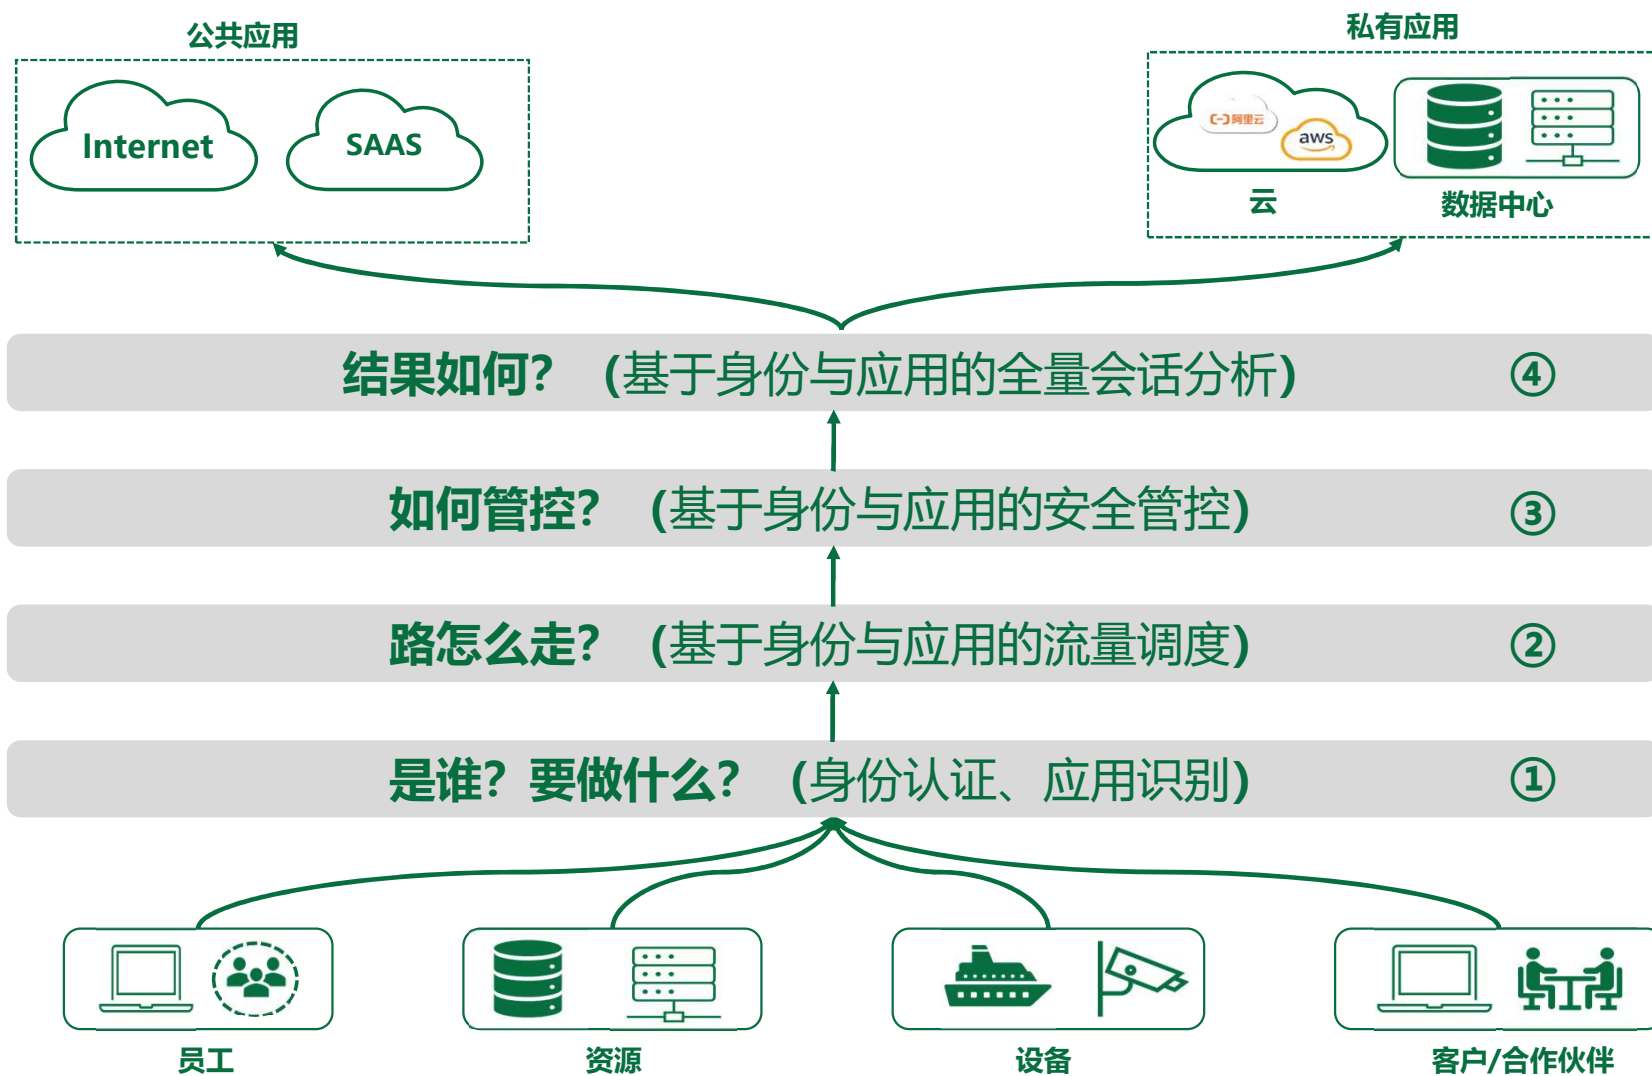 公共应用
私有应用
Internet
SAAS
阿里云
aws
云
数据中心
结果如何? (基于身份与应用的全量会话分析) ④
如何管控? (基于身份与应用的安全管控) ③
路怎么走? (基于身份与应用的流量调度) ②
是谁? 要做什么? (身份认证、应用识别) ①
员工
资源
设备
客户/合作伙伴